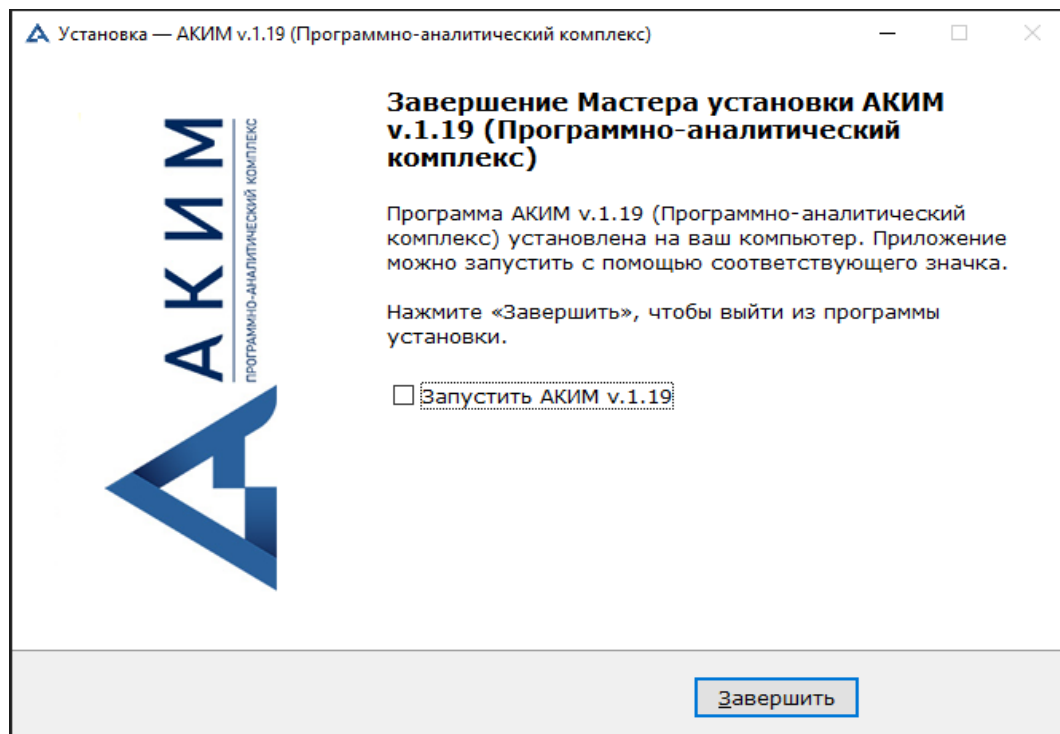 Установка — АКИМ v.1.19 (Программно-аналитический комплекс)
АКИМ
ПРОГРАММНО-АНАЛИТИЧЕСКИЙ КОМПЛЕКС
Завершение Мастера установки АКИМ
v.1.19 (Программно-аналитический
комплекс)
Программа АКИМ v.1.19 (Программно-аналитический
комплекс) установлена на ваш компьютер. Приложение
можно запустить с помощью соответствующего значка.
Нажмите «Завершить», чтобы выйти из программы
установки.
Запустить АКИМ v.1.19
Завершить